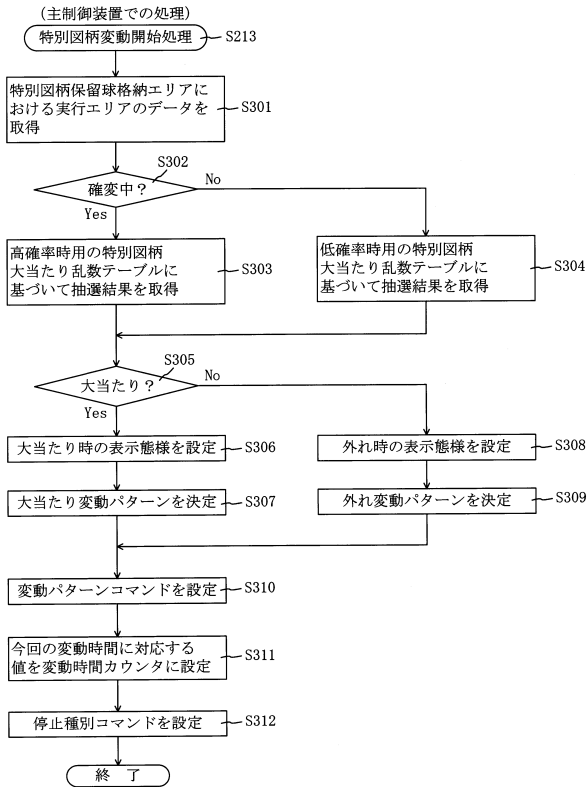 (主制御装置での処理)
特別図柄変動開始処理
S213
特別図柄保留球格納エリアに
おける実行エリアのデータを
取得
S301
S302
確変中？
No
Yes
高確率時用の特別図柄
大当たり乱数テーブルに
基づいて抽選結果を取得
S303
低確率時用の特別図柄
大当たり乱数テーブルに
基づいて抽選結果を取得
S304
S305
大当たり？
No
Yes
大当たり時の表示態様を設定
S306
外れ時の表示態様を設定
S308
大当たり変動パターンを決定
S307
外れ変動パターンを決定
S309
変動パターンコマンドを設定
S310
今回の変動時間に対応する
値を変動時間カウンタに設定
S311
停止種別コマンドを設定
S312
終 了